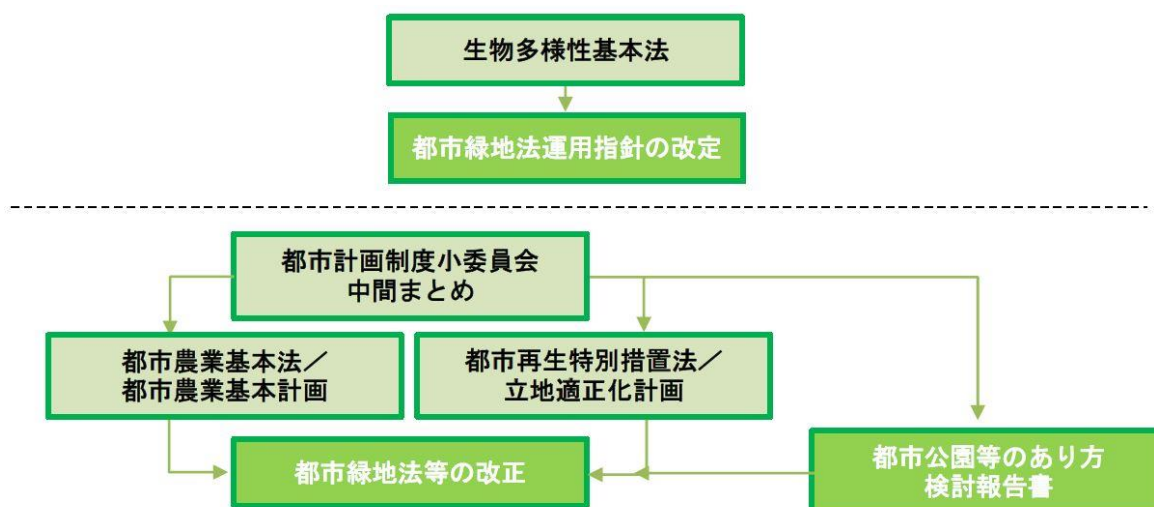 生物多様性基本法
都市緑地法運用指針の改定
都市計画制度小委員会
中間まとめ
都市農業基本法／
都市農業基本計画
都市再生特別措置法／
立地適正化計画
都市緑地法等の改正
都市公園等のあり方
検討報告書